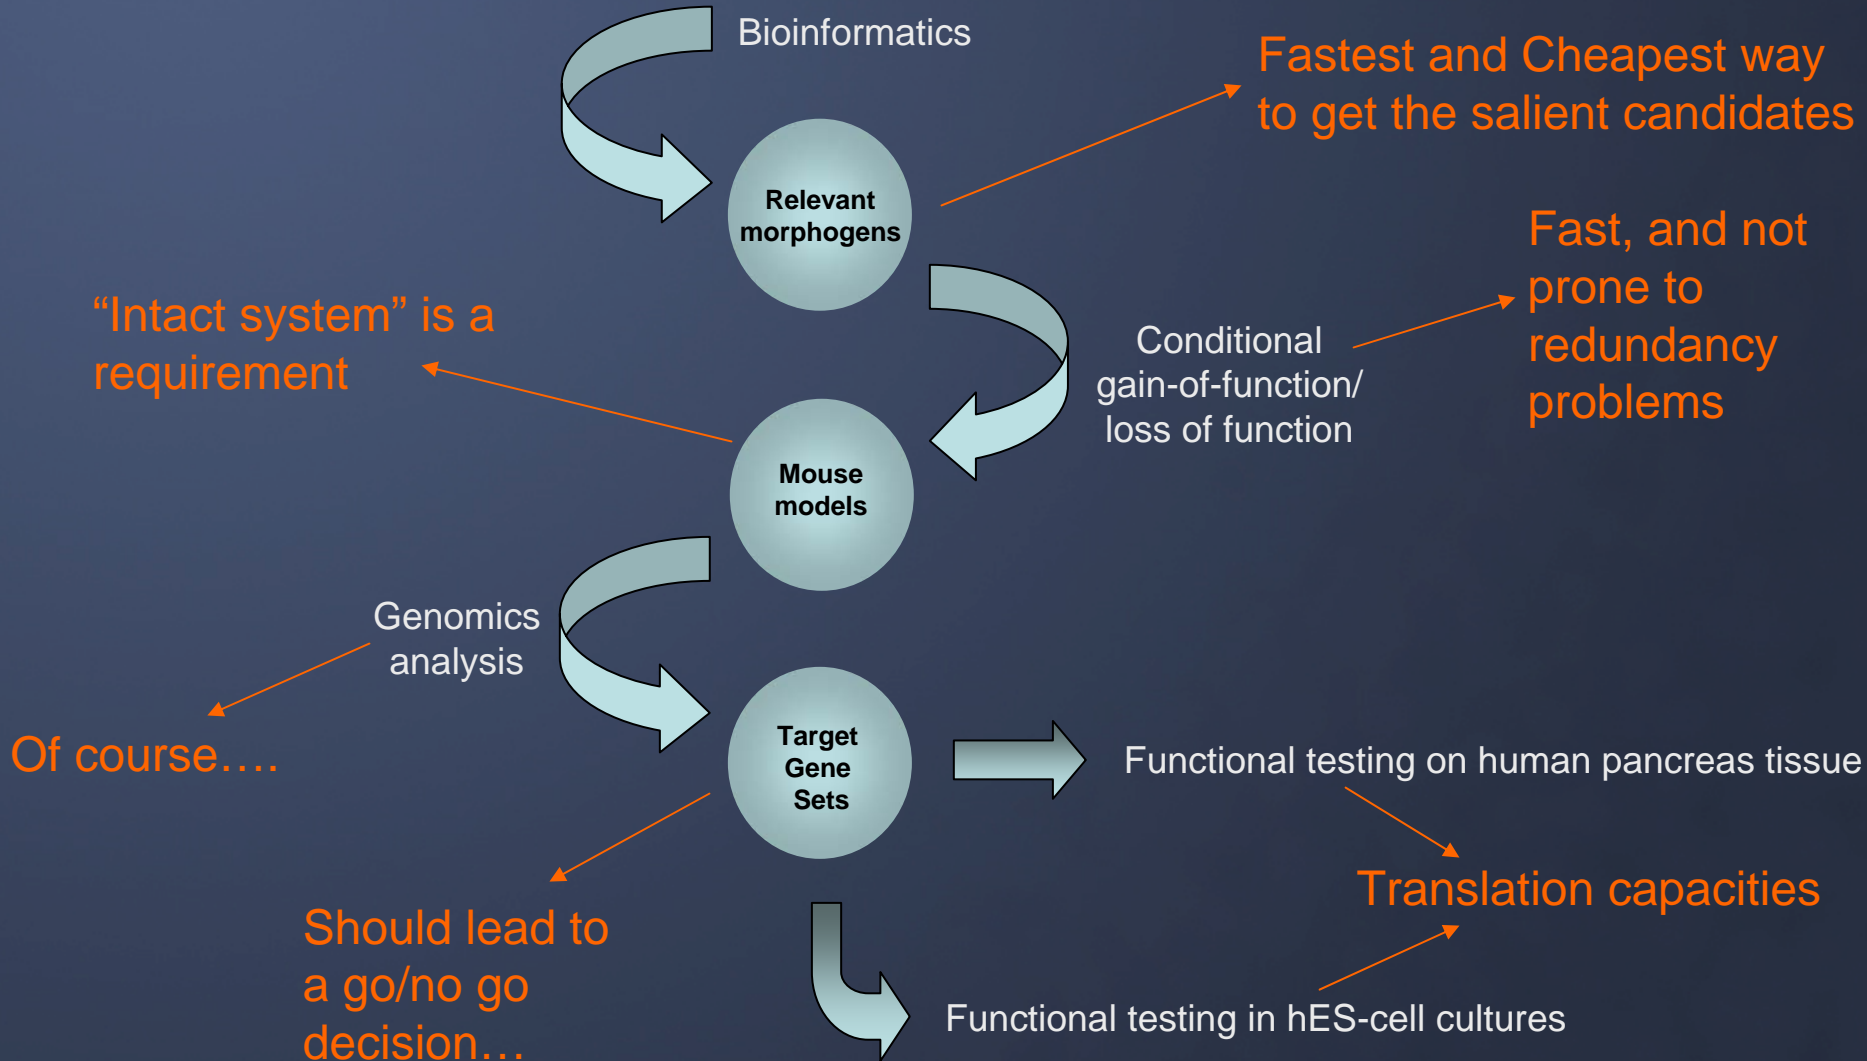 Bioinformatics
Fastest and Cheapest way
to get the salient candidates
Relevant
morphogens
Fast, and not
prone to
redundancy
problems
“Intact system” is a
requirement
Conditional
gain-of-function/
loss of function
Mouse
models
Genomics
analysis
Of course….
Target
Gene
Sets
Functional testing on human pancreas tissue
Translation capacities
Should lead to
a go/no go
decision…
Functional testing in hES-cell cultures